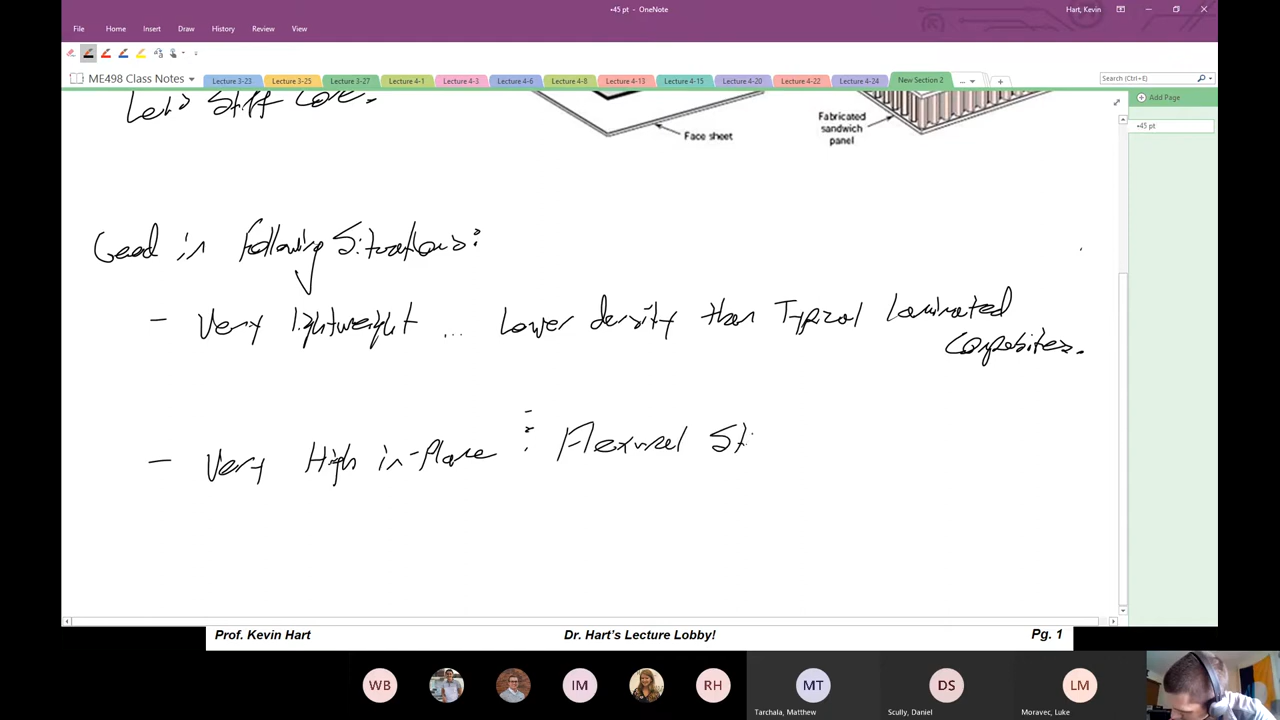 •45 pt - OneNote
Hart, Kevin
File Home Insert Draw History Review View
ME498 Class Notes
Lecture 3-23 Lecture 3-25 Lecture 3-27 Lecture 4-1 Lecture 4-3 Lecture 4-6 Lecture 4-8 Lecture 4-13 Lecture 4-15 Lecture 4-20 Lecture 4-22 Lecture 4-24 New Section 2 ...
Search (Ctrl+E)
Add Page
•45 pt
Less Stiff Core.
Face sheet
Fabricated
sandwich
panel
Good in Following Situations:
- Very lightweight ... Lower density than Typical Laminated
Composites.
- Very High in-Plane Flexural Sti
Prof. Kevin Hart Dr. Hart's Lecture Lobby! Pg. 1
WB IM RH MT DS LM
Tarchala, Matthew Scully, Daniel Moravec, Luke